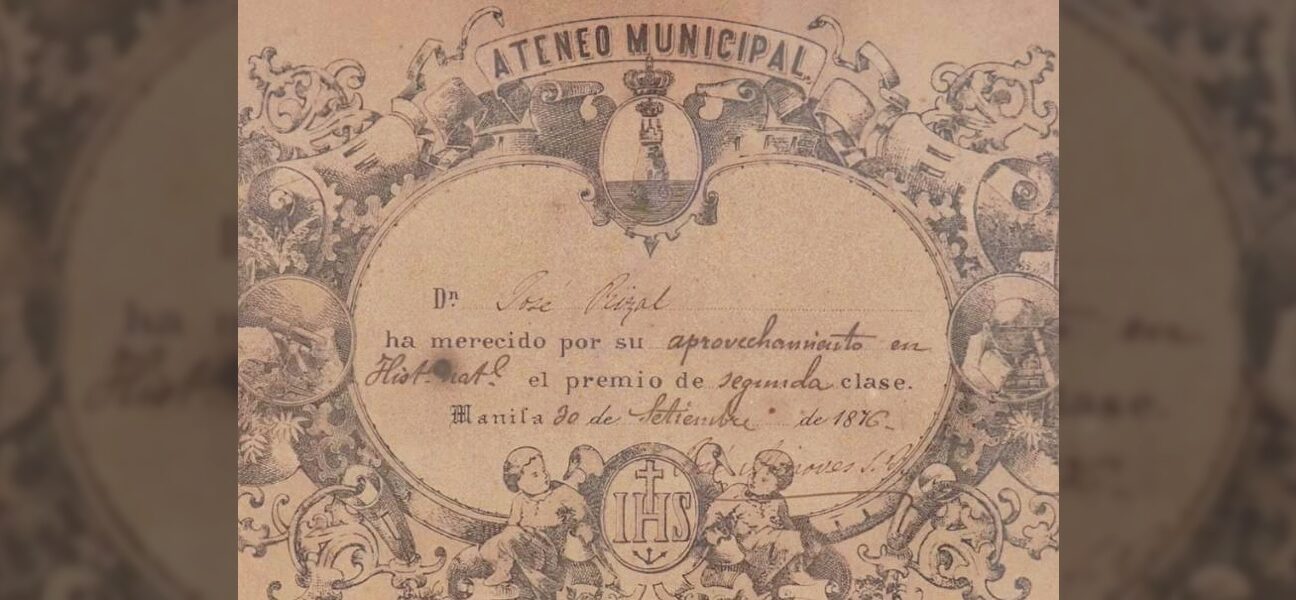 ATENEO MUNICIPAL
Dn José Rizal
ha merecido por su aprovechamiento en
Hist. nat.l el premio de segunda clase.
Manila 30 de Setiembre de 1876.
S. J.
IHS